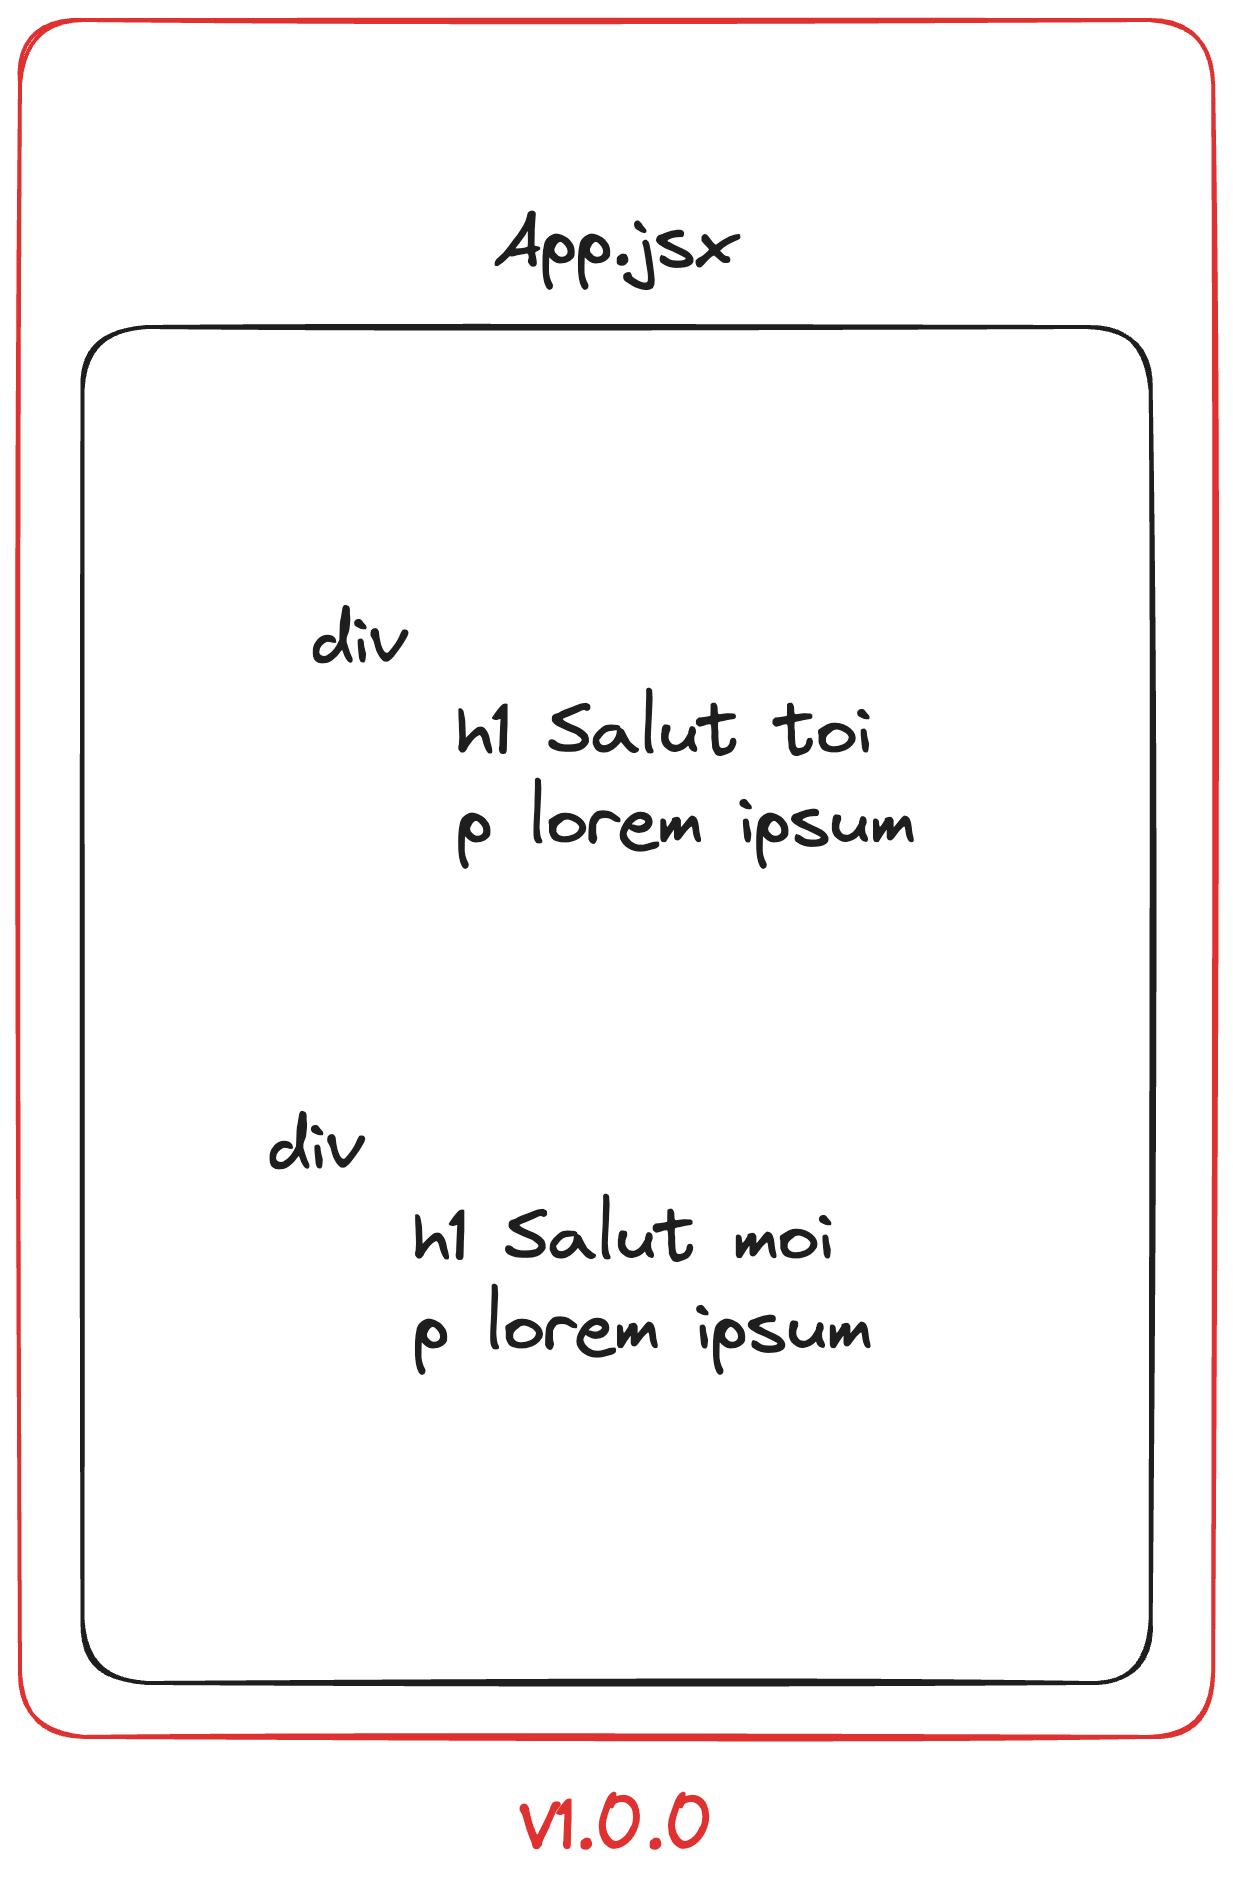 App.jsx
div
h1 Salut toi
p lorem ipsum
div
h1 Salut moi
p lorem ipsum
v1.0.0